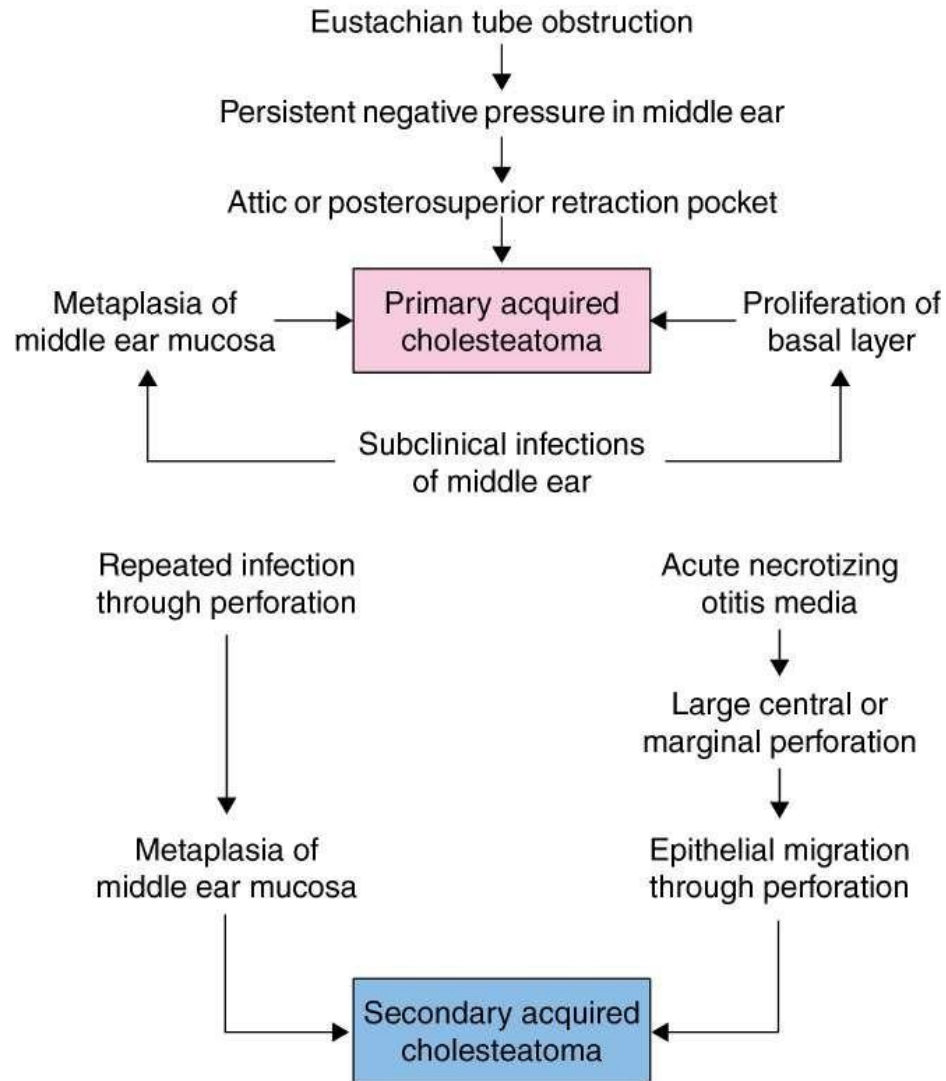 Eustachian tube obstruction
Persistent negative pressure in middle ear
Attic or posterosuperior retraction pocket
Metaplasia of
middle ear mucosa
Primary acquired
cholesteatoma
Proliferation of
basal layer
Subclinical infections
of middle ear
Repeated infection
through perforation
Acute necrotizing
otitis media
Large central or
marginal perforation
Metaplasia of
middle ear mucosa
Epithelial migration
through perforation
Secondary acquired
cholesteatoma